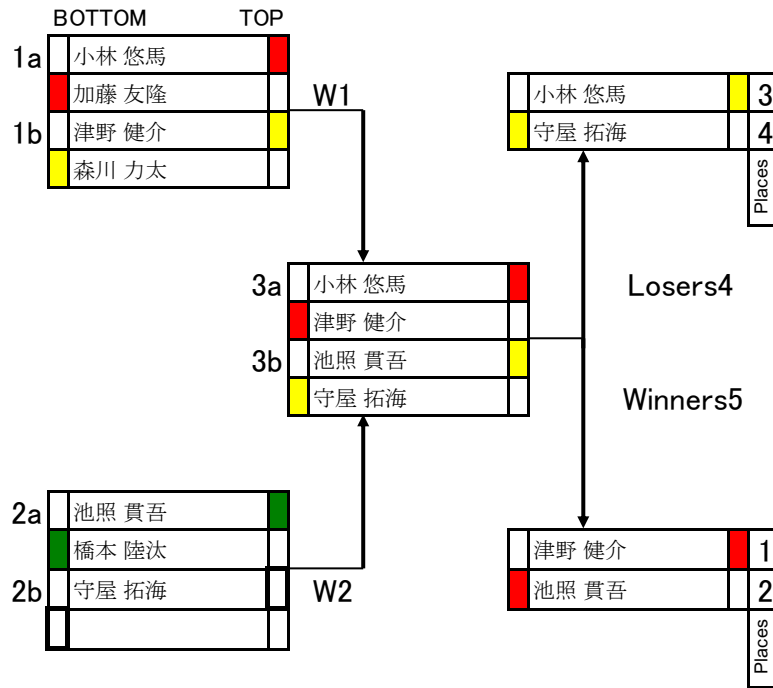 BOTTOM TOP
1a 小林 悠馬
加藤 友隆
W1
1b 津野 健介
森川 力太
小林 悠馬 3
守屋 拓海 4
Places
3a 小林 悠馬
津野 健介
3b 池照 貫吾
守屋 拓海
Losers4
Winners5
2a 池照 貫吾
橋本 陸汰
2b 守屋 拓海
W2
津野 健介 1
池照 貫吾 2
Places